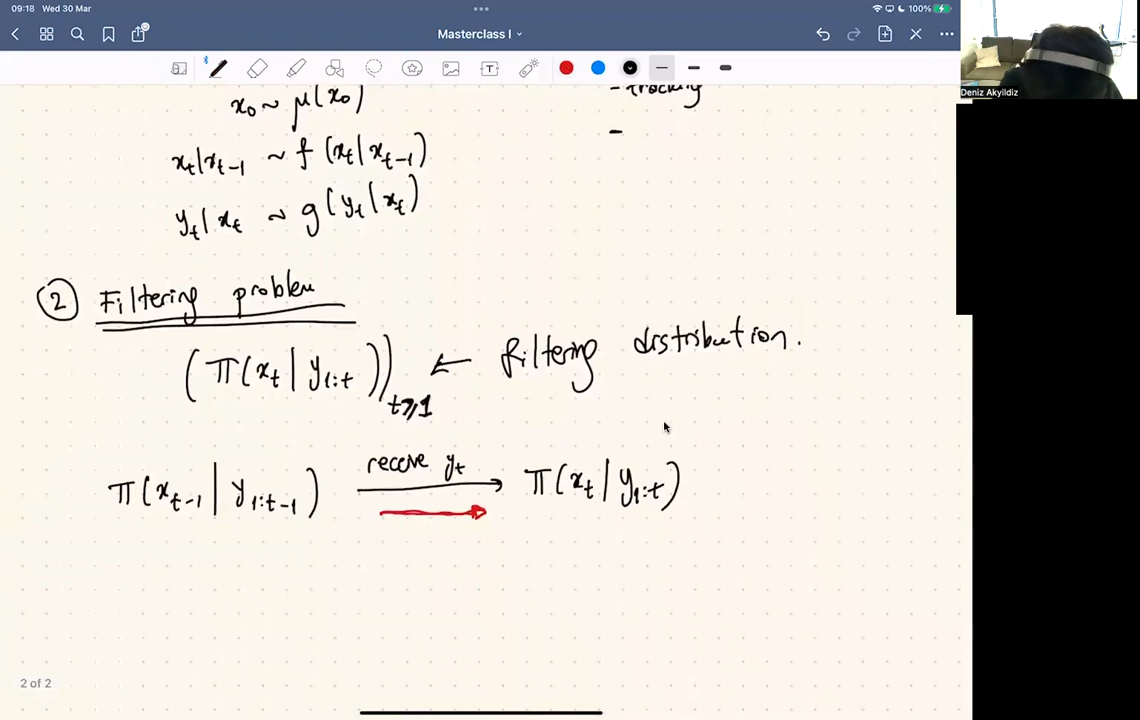 09:18 Wed 30 Mar
100%
Masterclass I
Deniz Akyildiz
x₀ ~ μ(x₀)
- tracking
xₜ|xₜ₋₁ ~ f(xₜ|xₜ₋₁)
-
yₜ|xₜ ~ g(yₜ|xₜ)
② Filtering problem
(π(xₜ|y₁:ₜ))ₜ≥1 ← filtering distribution.
receive yₜ
π(xₜ₋₁|y₁:ₜ₋₁) → π(xₜ|y₁:ₜ)
2 of 2